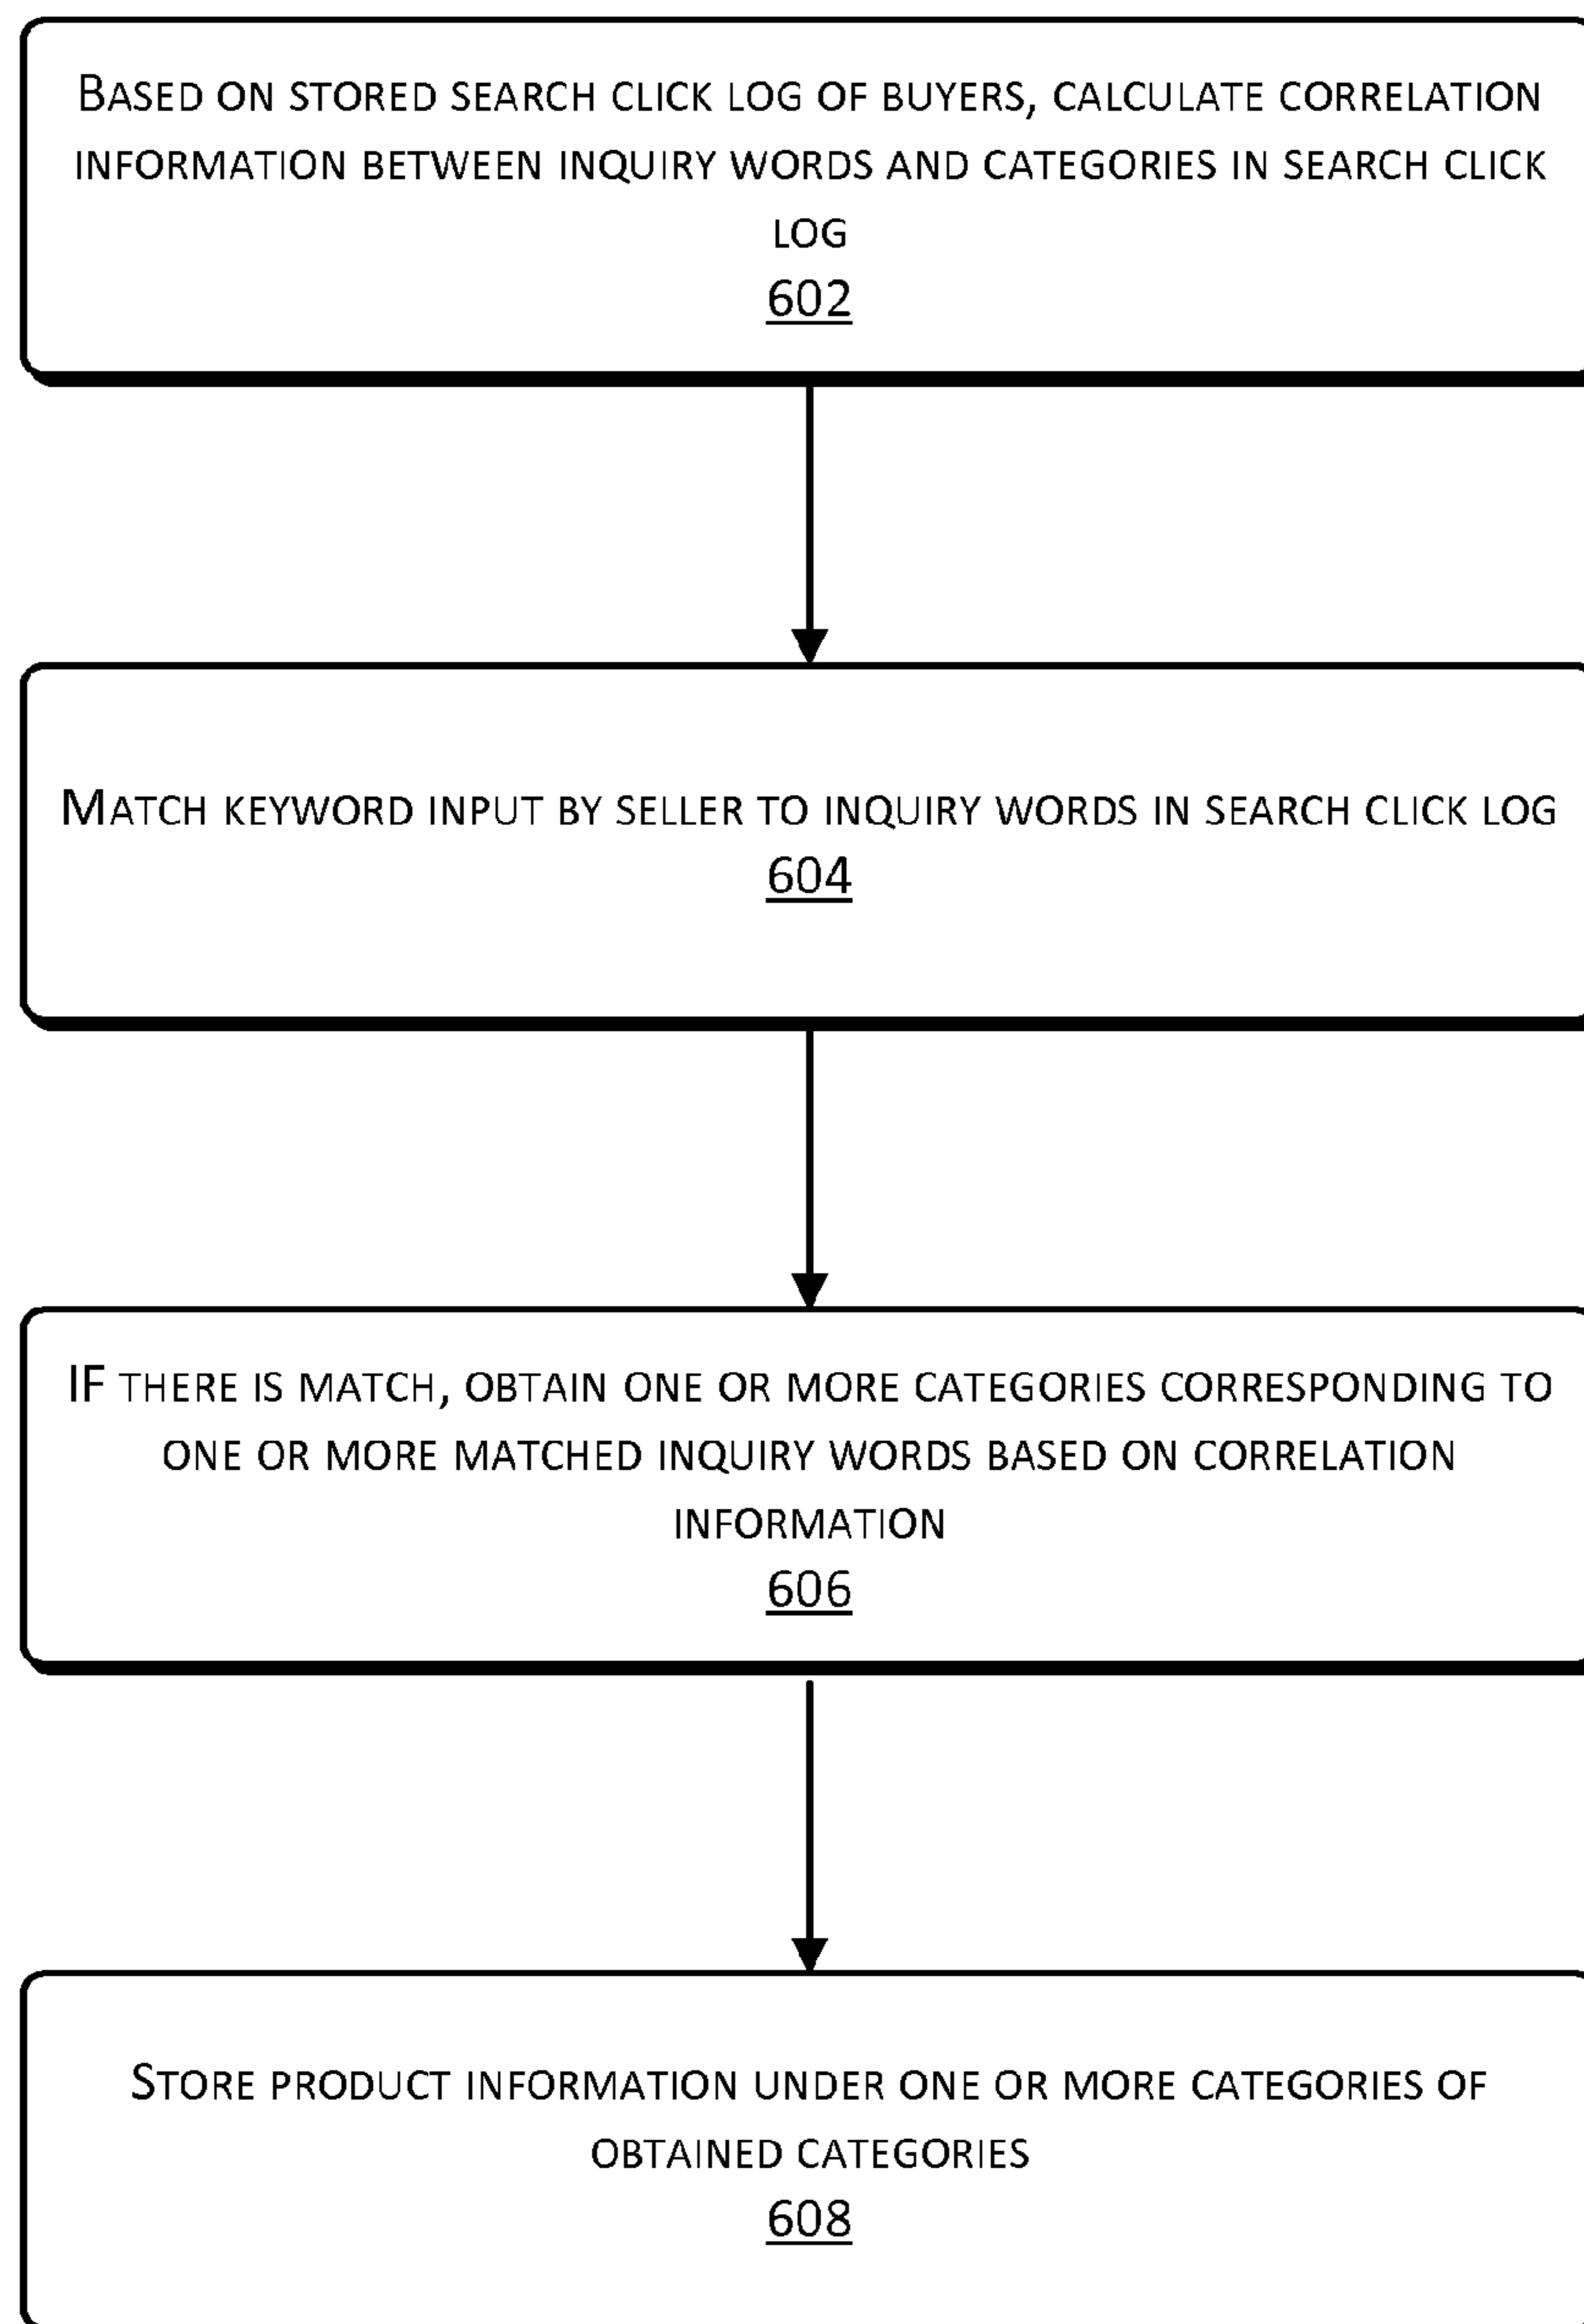 BASED ON STORED SEARCH CLICK LOG OF BUYERS, CALCULATE CORRELATION
INFORMATION BETWEEN INQUIRY WORDS AND CATEGORIES IN SEARCH CLICK
LOG
602
MATCH KEYWORD INPUT BY SELLER TO INQUIRY WORDS IN SEARCH CLICK LOG
604
IF THERE IS MATCH, OBTAIN ONE OR MORE CATEGORIES CORRESPONDING TO
ONE OR MORE MATCHED INQUIRY WORDS BASED ON CORRELATION
INFORMATION
606
STORE PRODUCT INFORMATION UNDER ONE OR MORE CATEGORIES OF
OBTAINED CATEGORIES
608